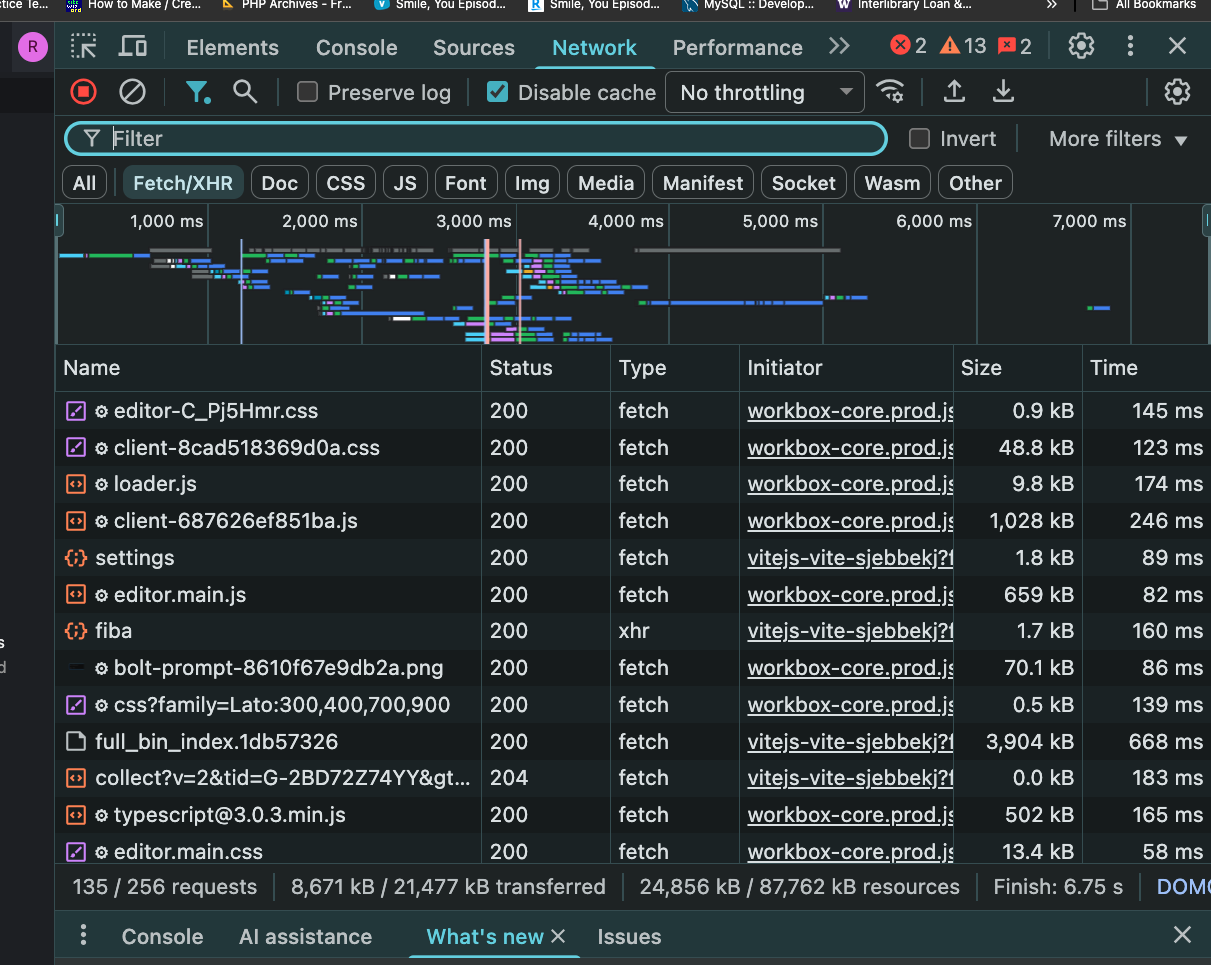 ctice Te... How to Make / Cre... PHP Archives - Fr... Smile, You Episod... Smile, You Episod... MySQL :: Develop... Interlibrary Loan &... » All Bookmarks
R Elements Console Sources Network Performance 2 13 2
Preserve log Disable cache No throttling
Filter Invert More filters
All Fetch/XHR Doc CSS JS Font Img Media Manifest Socket Wasm Other
1,000 ms 2,000 ms 3,000 ms 4,000 ms 5,000 ms 6,000 ms 7,000 ms
Name Status Type Initiator Size Time
editor-C_Pj5Hmr.css 200 fetch workbox-core.prod.js 0.9 kB 145 ms
client-8cad518369d0a.css 200 fetch workbox-core.prod.js 48.8 kB 123 ms
loader.js 200 fetch workbox-core.prod.js 9.8 kB 174 ms
client-687626ef851ba.js 200 fetch workbox-core.prod.js 1,028 kB 246 ms
settings 200 fetch vitejs-vite-sjebbekj?f 1.8 kB 89 ms
editor.main.js 200 fetch workbox-core.prod.js 659 kB 82 ms
fiba 200 xhr vitejs-vite-sjebbekj?f 1.7 kB 160 ms
bolt-prompt-8610f67e9db2a.png 200 fetch workbox-core.prod.js 70.1 kB 86 ms
css?family=Lato:300,400,700,900 200 fetch workbox-core.prod.js 0.5 kB 139 ms
full_bin_index.1db57326 200 fetch vitejs-vite-sjebbekj?f 3,904 kB 668 ms
collect?v=2&tid=G-2BD72Z74YY&gt... 204 fetch vitejs-vite-sjebbekj?f 0.0 kB 183 ms
typescript@3.0.3.min.js 200 fetch workbox-core.prod.js 502 kB 165 ms
editor.main.css 200 fetch workbox-core.prod.js 13.4 kB 58 ms
135 / 256 requests 8,671 kB / 21,477 kB transferred 24,856 kB / 87,762 kB resources Finish: 6.75 s DOMC
Console AI assistance What's new Issues